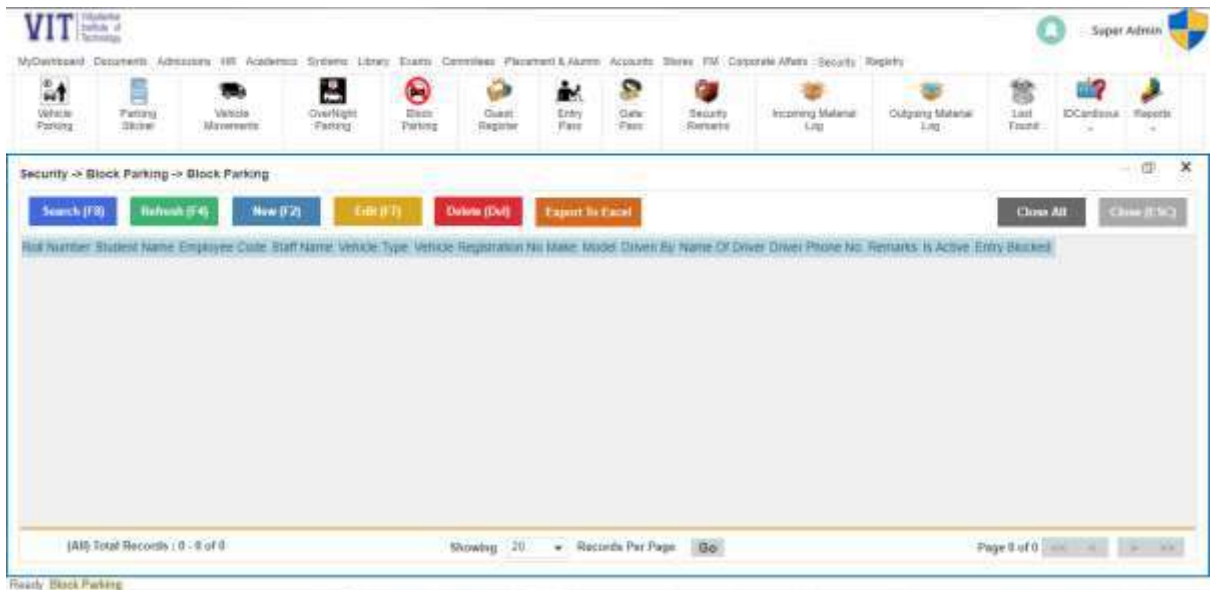 VIT Vidyalankar
Institute of
Technology
Super Admin
MyDashboard Documents Admissions HR Academics Systems Library Exams Committees Placement & Alumni Accounts Stores FM Corporate Affairs Security Registry
Vehicle Parking Overnight Block Guest Entry Gate Security Incoming Material Outgoing Material Lost IDCardIssue Reports
Parking Sticker Movements Parking Parking Register Pass Pass Remarks Log Log Found
Security -> Block Parking -> Block Parking
Search (F8) Refresh (F4) New (F2) Edit (F7) Delete (Del) Export To Excel Close All Close (ESC)
Roll Number Student Name Employee Code Staff Name Vehicle Type Vehicle Registration No Make Model Driven By Name Of Driver Driver Phone No. Remarks Is Active Entry Blocked
(All) Total Records : 0 - 0 of 0 Showing 20 Records Per Page Go Page 0 of 0 << < > >>
Ready Block Parking